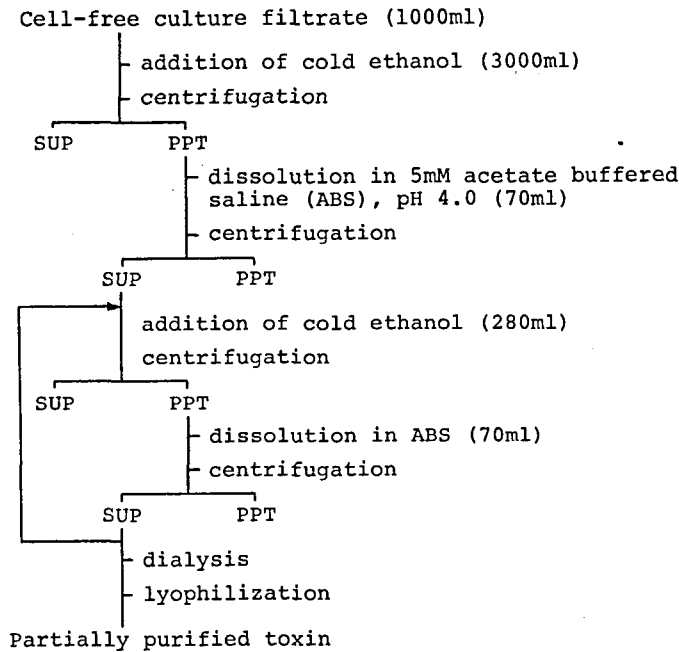 Cell-free culture filtrate (1000ml)
addition of cold ethanol (3000ml)
centrifugation
SUP PPT
dissolution in 5mM acetate buffered
saline (ABS), pH 4.0 (70ml)
centrifugation
SUP PPT
addition of cold ethanol (280ml)
centrifugation
SUP PPT
dissolution in ABS (70ml)
centrifugation
SUP PPT
dialysis
lyophilization
Partially purified toxin